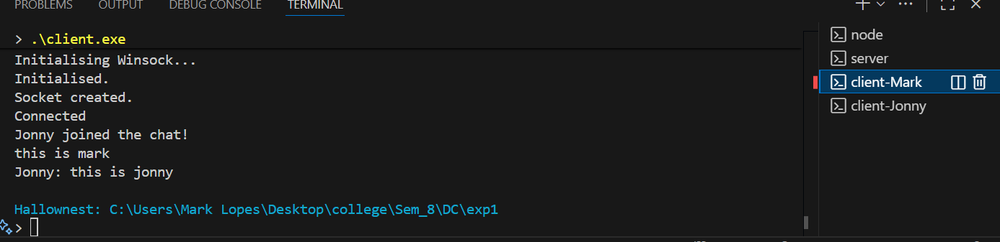 PROBLEMS OUTPUT DEBUG CONSOLE TERMINAL
> .\client.exe
Initialising Winsock...
Initialised.
Socket created.
Connected
Jonny joined the chat!
this is mark
Jonny: this is jonny
Hallownest: C:\Users\Mark Lopes\Desktop\college\Sem_8\DC\exp1
>
node
server
client-Mark
client-Jonny